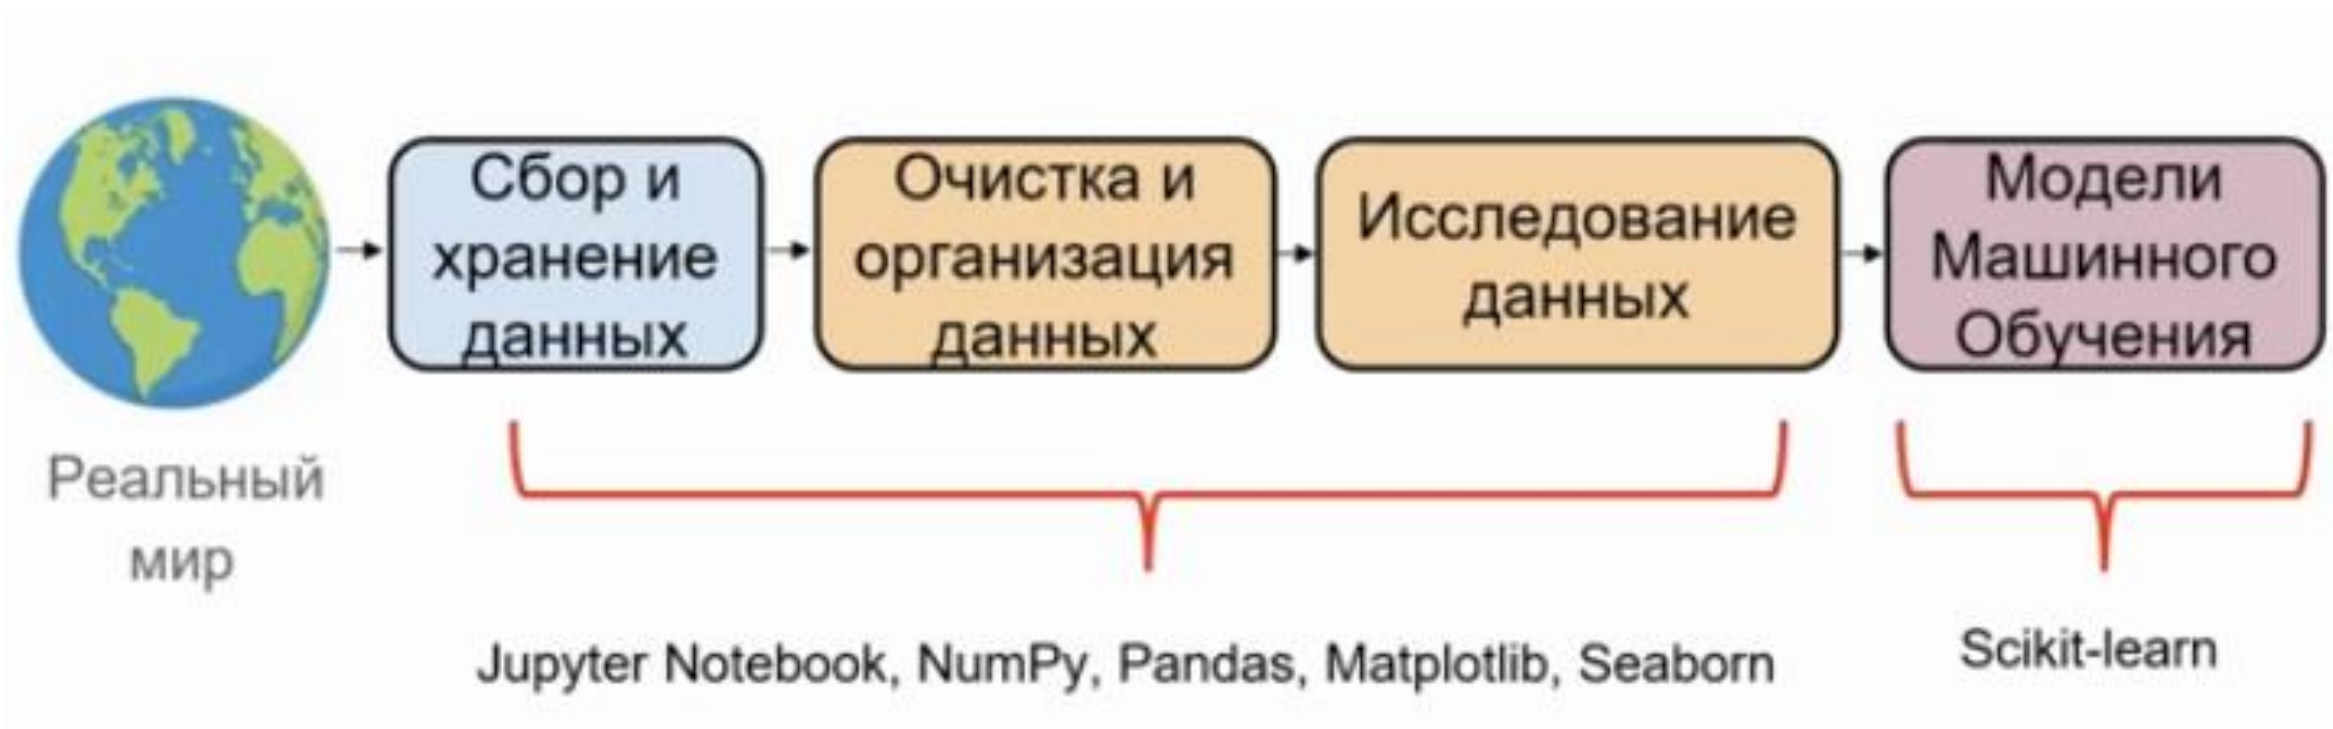 Сбор и
хранение
данных
Очистка и
организация
данных
Исследование
данных
Модели
Машинного
Обучения
Реальный
мир
Jupyter Notebook, NumPy, Pandas, Matplotlib, Seaborn
Scikit-learn